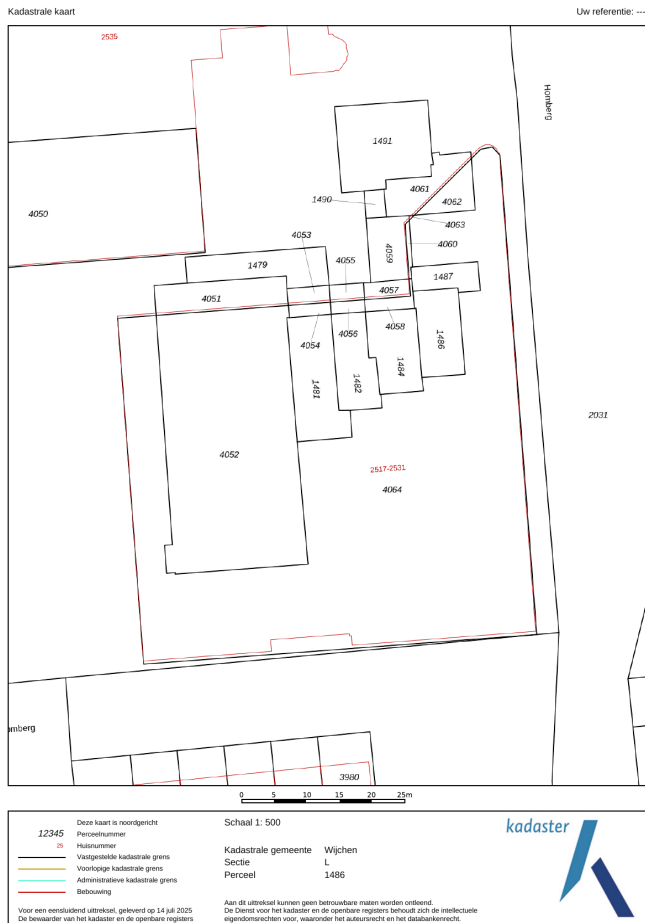 Kadastrale kaart
Uw referentie: ---
2535
Homberg
1491
4050
1490
4061
4062
4063
4053
4055
4059
4060
1479
1487
4051
4057
4054
4056
4058
1486
1481
1482
1484
4052
2031
2517-2531
4064
omberg
3980
0 5 10 15 20 25m
Deze kaart is noordgericht
12345 Perceelnummer
25 Huisnummer
Vastgestelde kadastrale grens
Voorlopige kadastrale grens
Administratieve kadastrale grens
Bebouwing
Voor een eensluidend uittreksel, geleverd op 14 juli 2025
De bewaarder van het kadaster en de openbare registers
Schaal 1: 500
Kadastrale gemeente Wijchen
Sectie L
Perceel 1486
Aan dit uittreksel kunnen geen betrouwbare maten worden ontleend.
De Dienst voor het kadaster en de openbare registers behoudt zich de intellectuele
eigendomsrechten voor, waaronder het auteursrecht en het databankenrecht.
kadaster